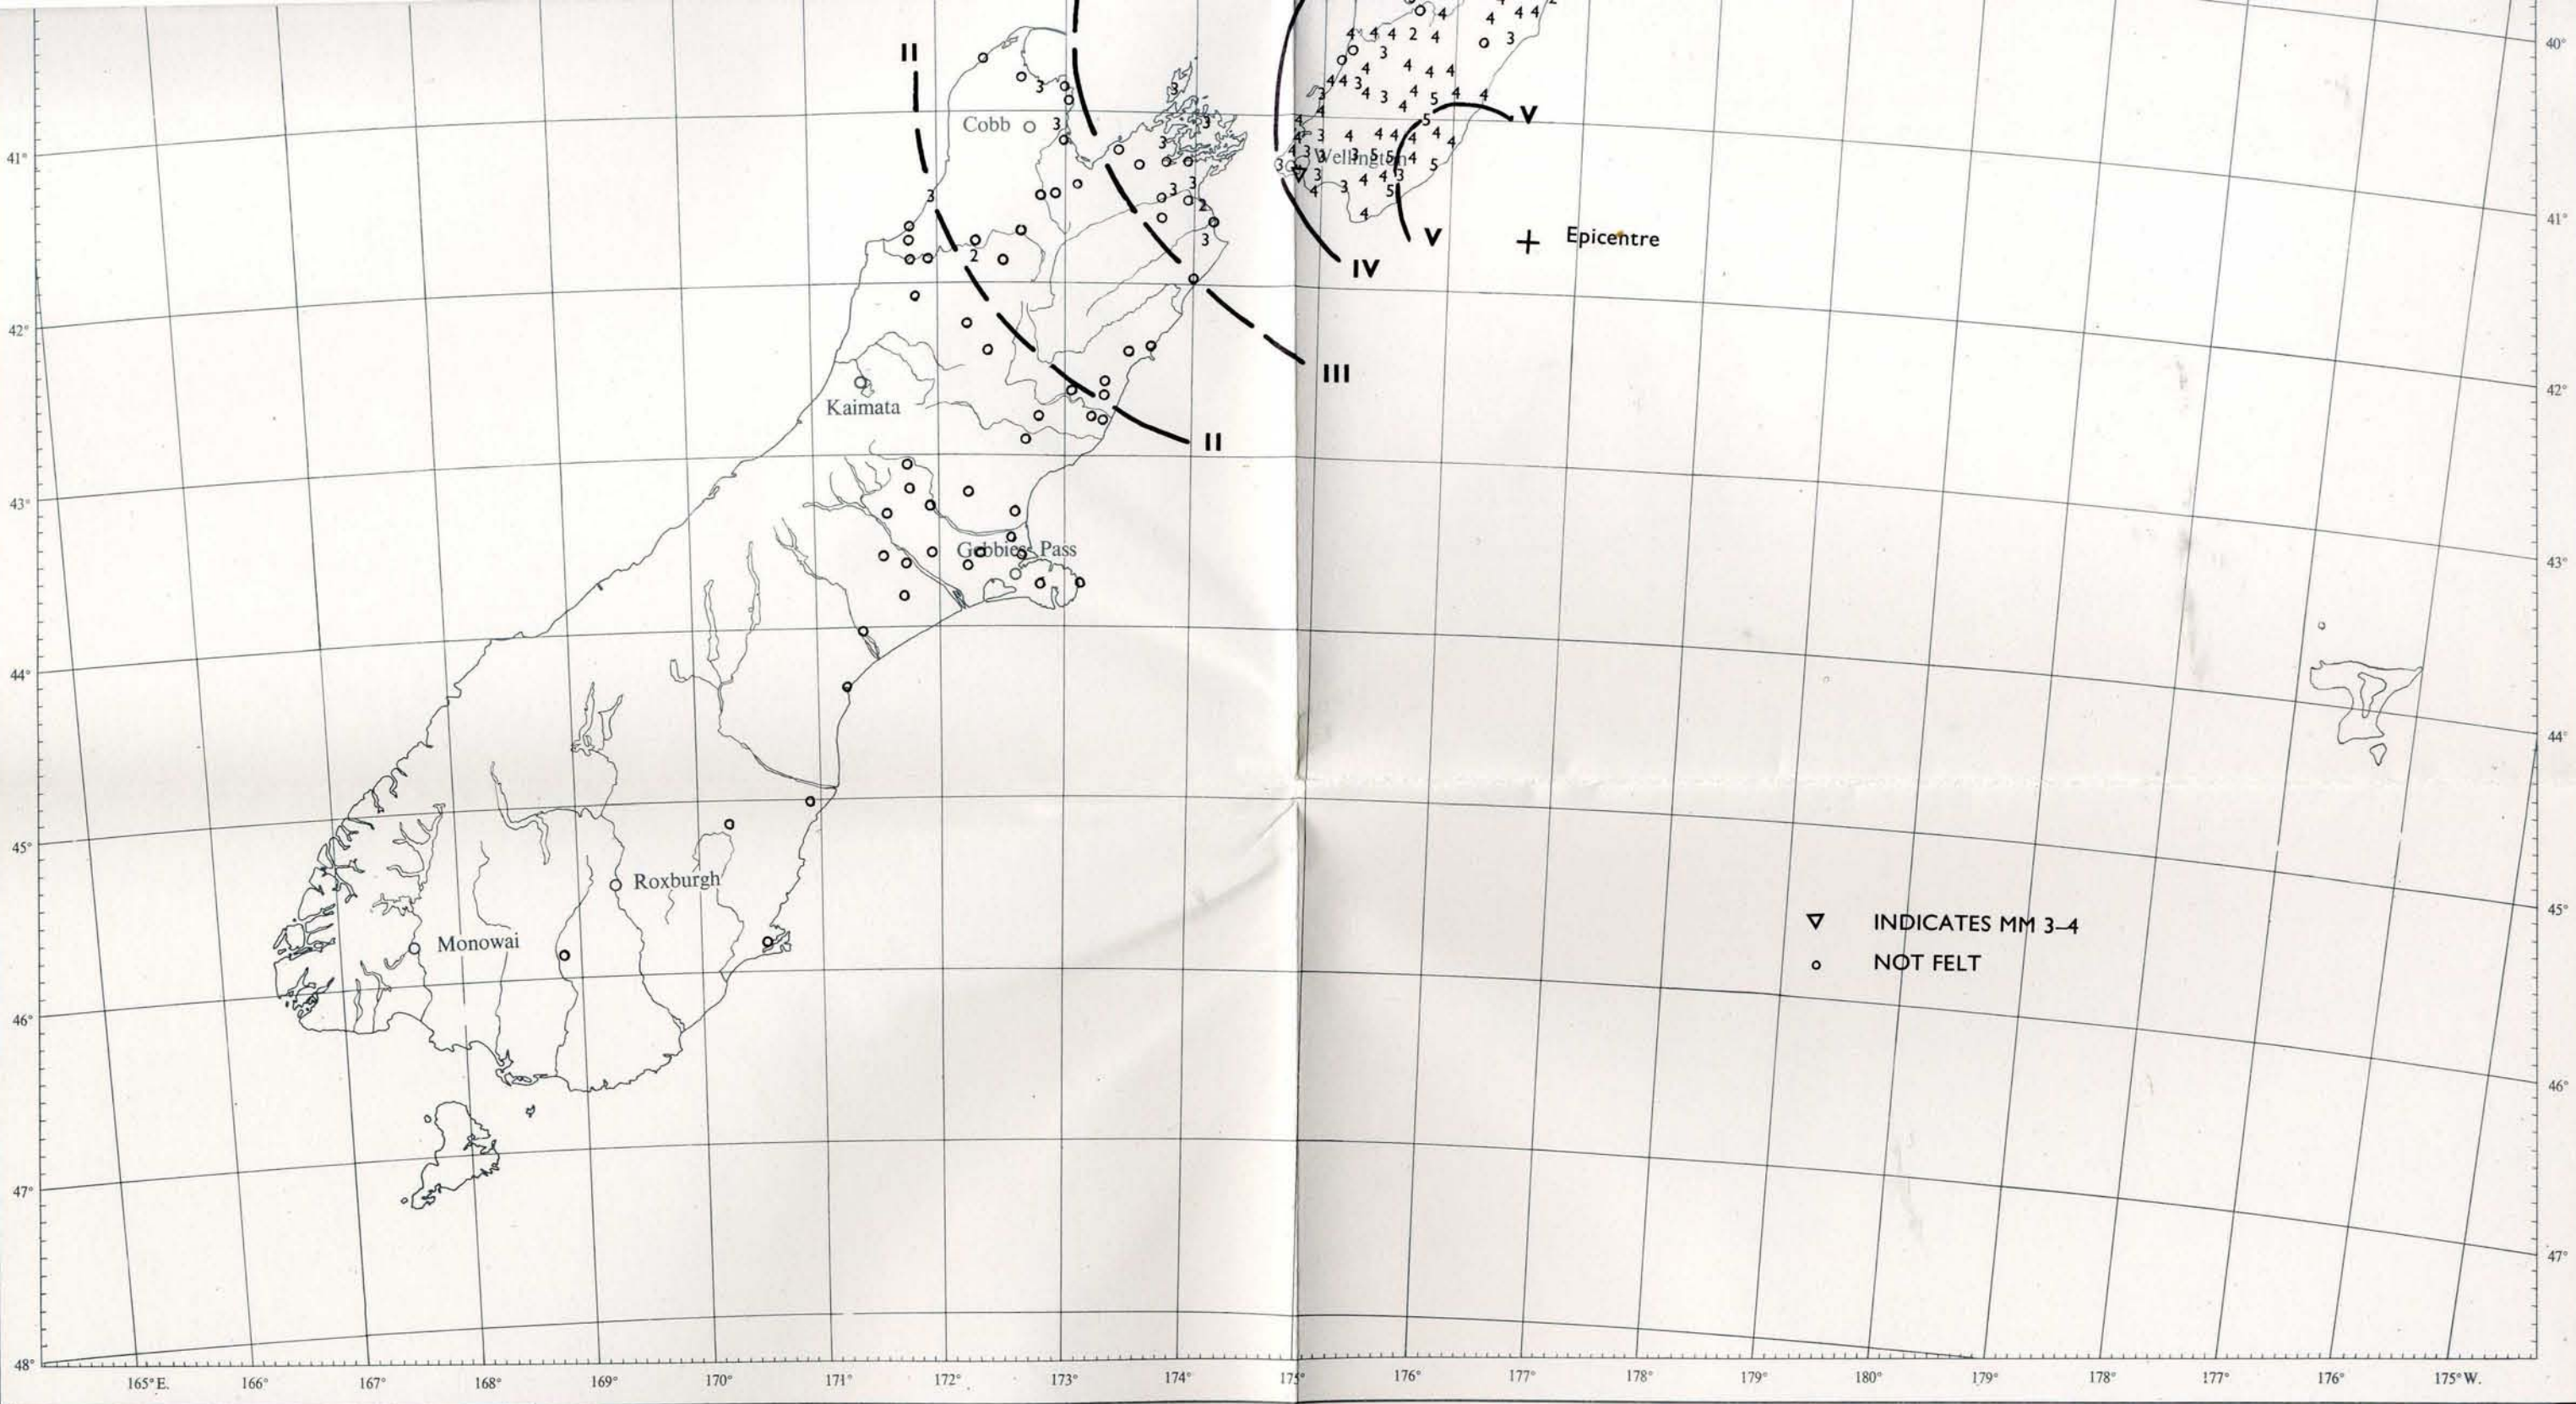 II
40°
V
Cobb
Wellington
41°
41°
V
Epicentre
IV
42°
III
42°
Kaimata
II
43°
Gebbies Pass
43°
44°
44°
45°
Roxburgh
45°
INDICATES MM 3–4
Monowai
NOT FELT
46°
46°
47°
47°
48°
165°E. 166° 167° 168° 169° 170° 171° 172° 173° 174° 175° 176° 177° 178° 179° 180° 179° 178° 177° 176° 175°W.